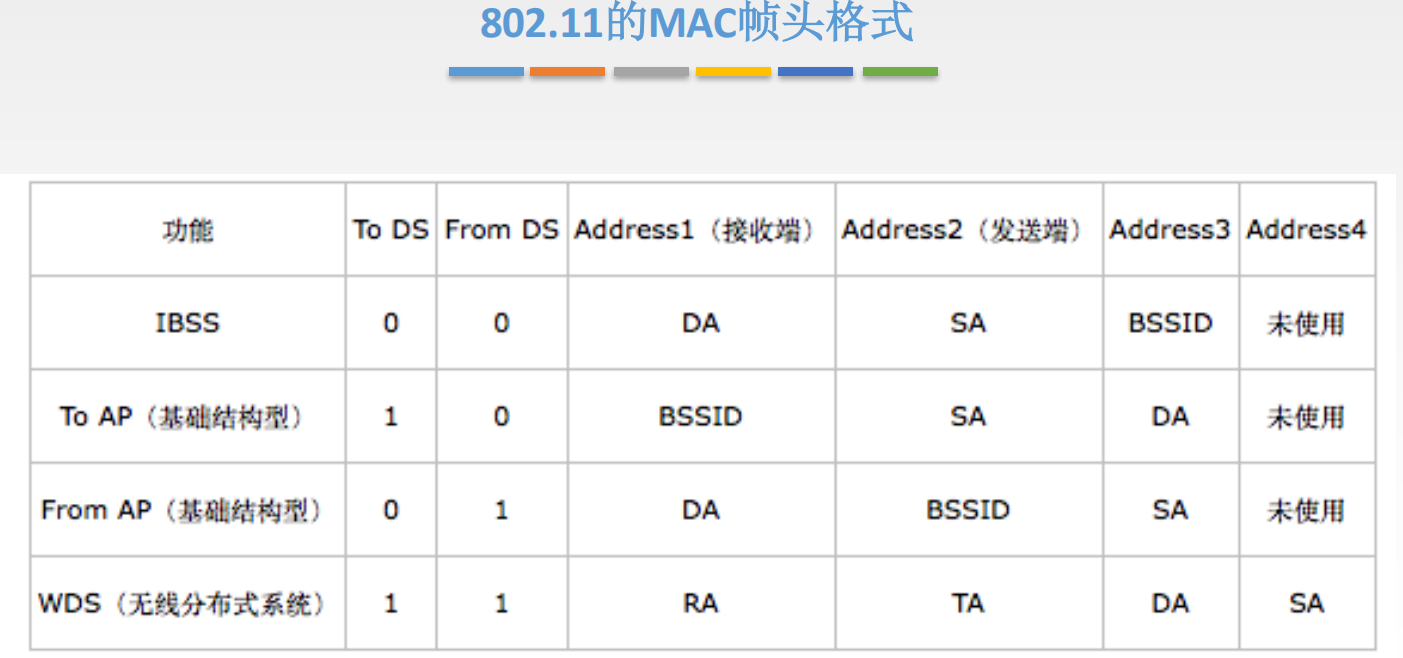 802.11的MAC帧头格式
功能 To DS From DS Address1（接收端） Address2（发送端） Address3 Address4
IBSS 0 0 DA SA BSSID 未使用
To AP（基础结构型） 1 0 BSSID SA DA 未使用
From AP（基础结构型） 0 1 DA BSSID SA 未使用
WDS（无线分布式系统） 1 1 RA TA DA SA